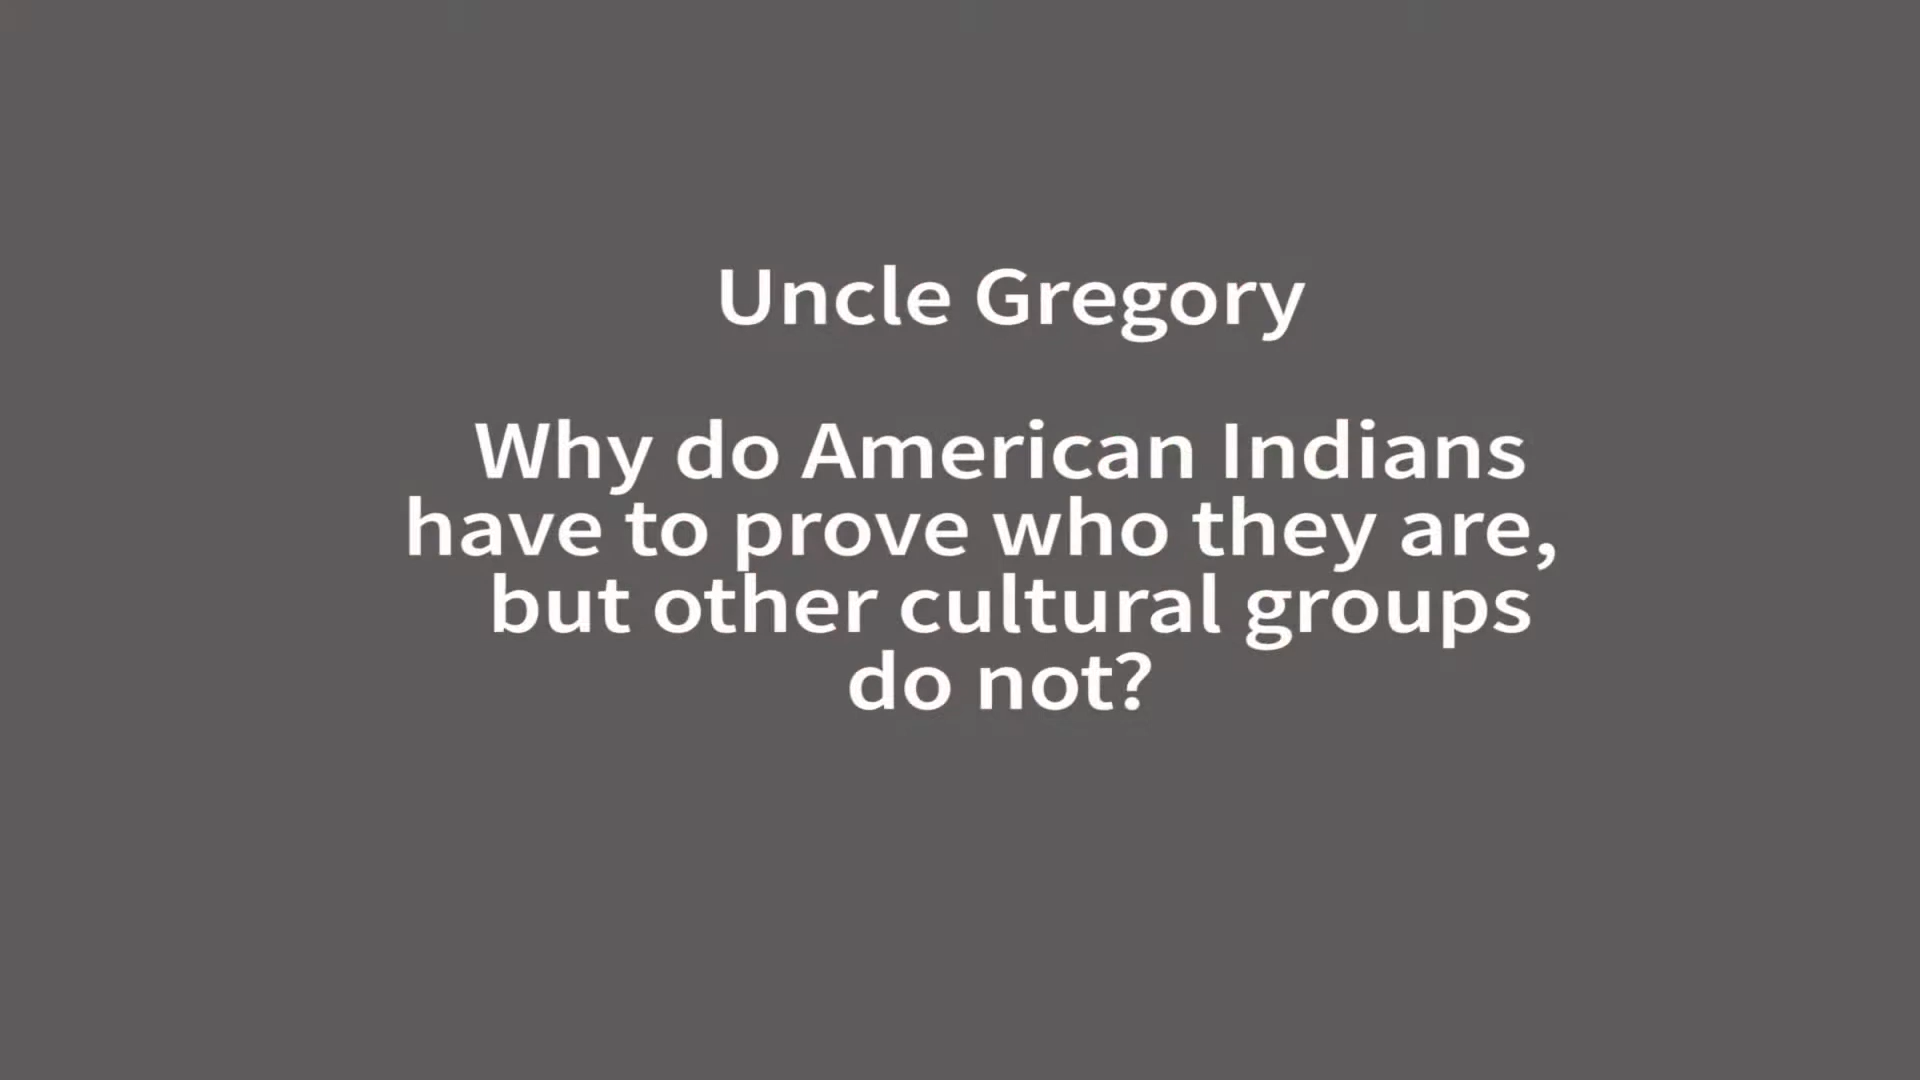 Uncle Gregory
Why do American Indians
have to prove who they are,
but other cultural groups
do not?